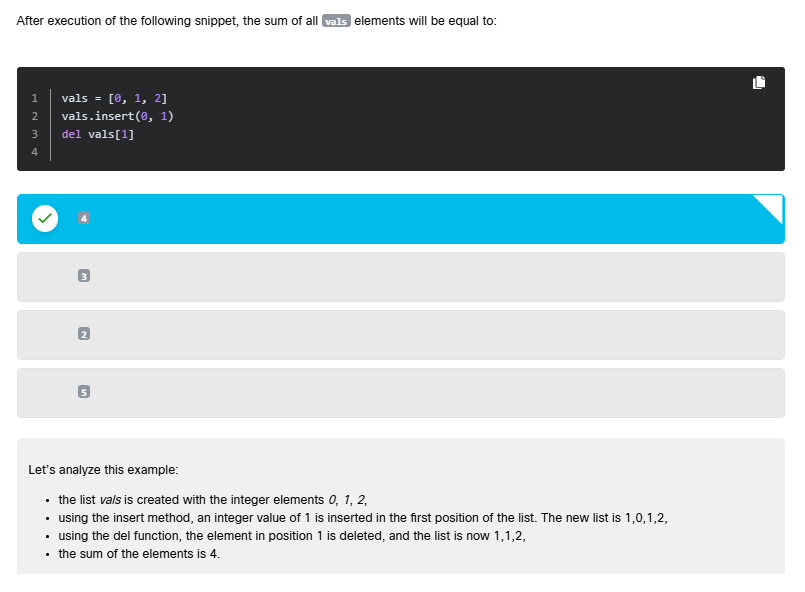 After execution of the following snippet, the sum of all vals elements will be equal to:
1 vals = [0, 1, 2]
2 vals.insert(0, 1)
3 del vals[1]
4
4
3
2
5
Let's analyze this example:
• the list vals is created with the integer elements 0, 1, 2,
• using the insert method, an integer value of 1 is inserted in the first position of the list. The new list is 1,0,1,2,
• using the del function, the element in position 1 is deleted, and the list is now 1,1,2,
• the sum of the elements is 4.